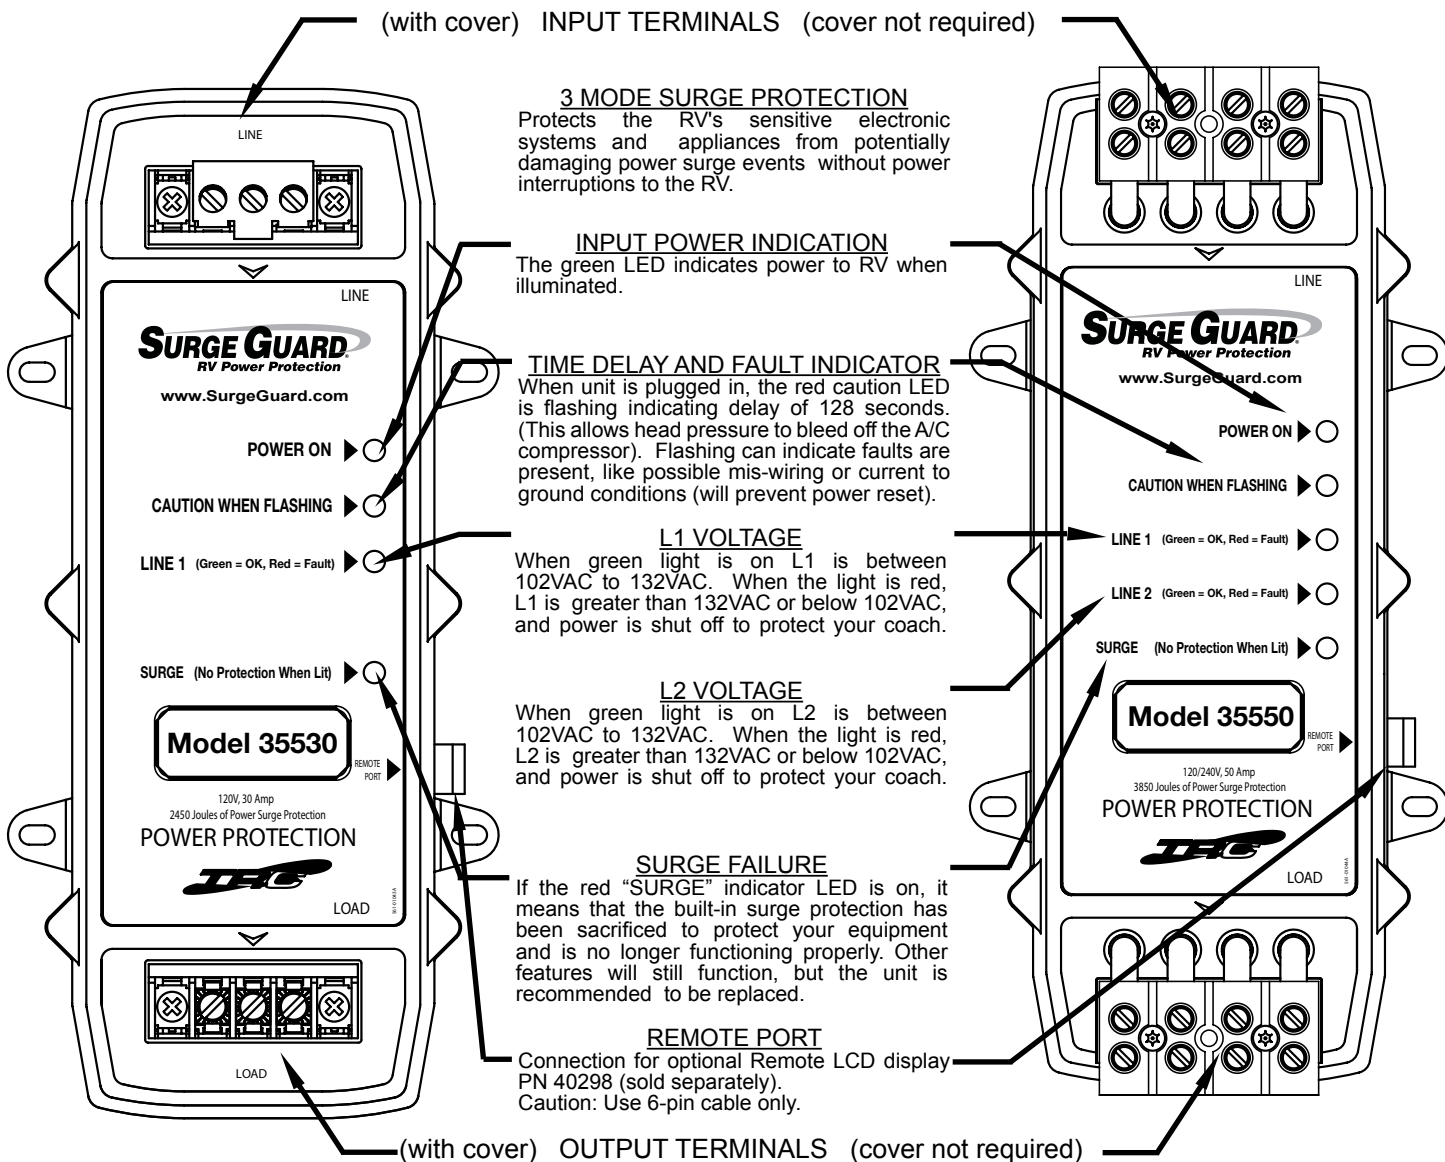 (with cover) INPUT TERMINALS (cover not required)
3 MODE SURGE PROTECTION
Protects the RV's sensitive electronic
systems and appliances from potentially
damaging power surge events without power
interruptions to the RV.
INPUT POWER INDICATION
The green LED indicates power to RV when
illuminated.
TIME DELAY AND FAULT INDICATOR
When unit is plugged in, the red caution LED
is flashing indicating delay of 128 seconds.
(This allows head pressure to bleed off the A/C
compressor). Flashing can indicate faults are
present, like possible mis-wiring or current to
ground conditions (will prevent power reset).
L1 VOLTAGE
When green light is on L1 is between
102VAC to 132VAC. When the light is red,
L1 is greater than 132VAC or below 102VAC,
and power is shut off to protect your coach.
L2 VOLTAGE
When green light is on L2 is between
102VAC to 132VAC. When the light is red,
L2 is greater than 132VAC or below 102VAC,
and power is shut off to protect your coach.
SURGE FAILURE
If the red “SURGE” indicator LED is on, it
means that the built-in surge protection has
been sacrificed to protect your equipment
and is no longer functioning properly. Other
features will still function, but the unit is
recommended to be replaced.
REMOTE PORT
Connection for optional Remote LCD display
PN 40298 (sold separately).
Caution: Use 6-pin cable only.
(with cover) OUTPUT TERMINALS (cover not required)
LINE
LINE
SURGE GUARD®
RV Power Protection
www.SurgeGuard.com
POWER ON
CAUTION WHEN FLASHING
LINE 1 (Green = OK, Red = Fault)
SURGE (No Protection When Lit)
Model 35530
REMOTE
PORT
120V, 30 Amp
2450 Joules of Power Surge Protection
POWER PROTECTION
TRC
LOAD
LOAD
LINE
SURGE GUARD®
RV Power Protection
www.SurgeGuard.com
POWER ON
CAUTION WHEN FLASHING
LINE 1 (Green = OK, Red = Fault)
LINE 2 (Green = OK, Red = Fault)
SURGE (No Protection When Lit)
Model 35550
REMOTE
PORT
120/240V, 50 Amp
3850 Joules of Power Surge Protection
POWER PROTECTION
TRC
LOAD